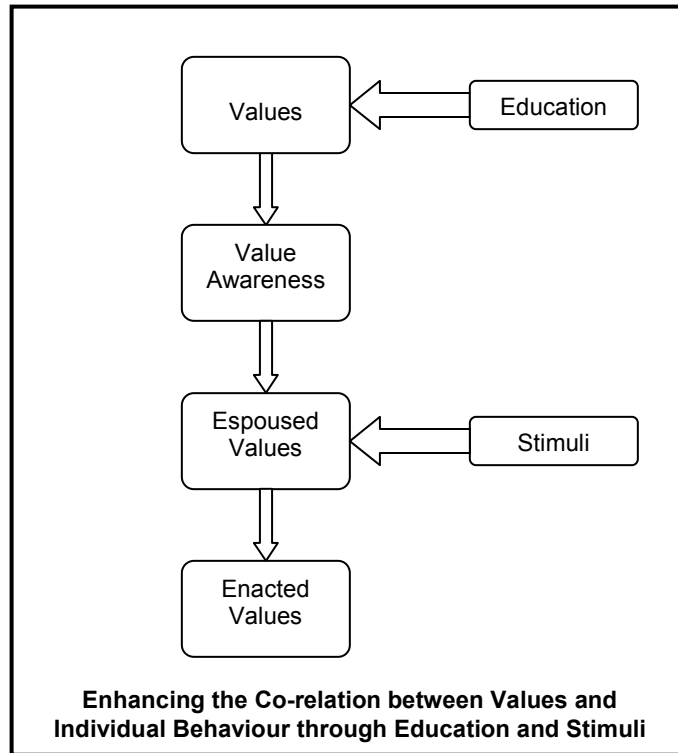 Values
Education
Value
Awareness
Espoused
Values
Stimuli
Enacted
Values
Enhancing the Co-relation between Values and
Individual Behaviour through Education and Stimuli